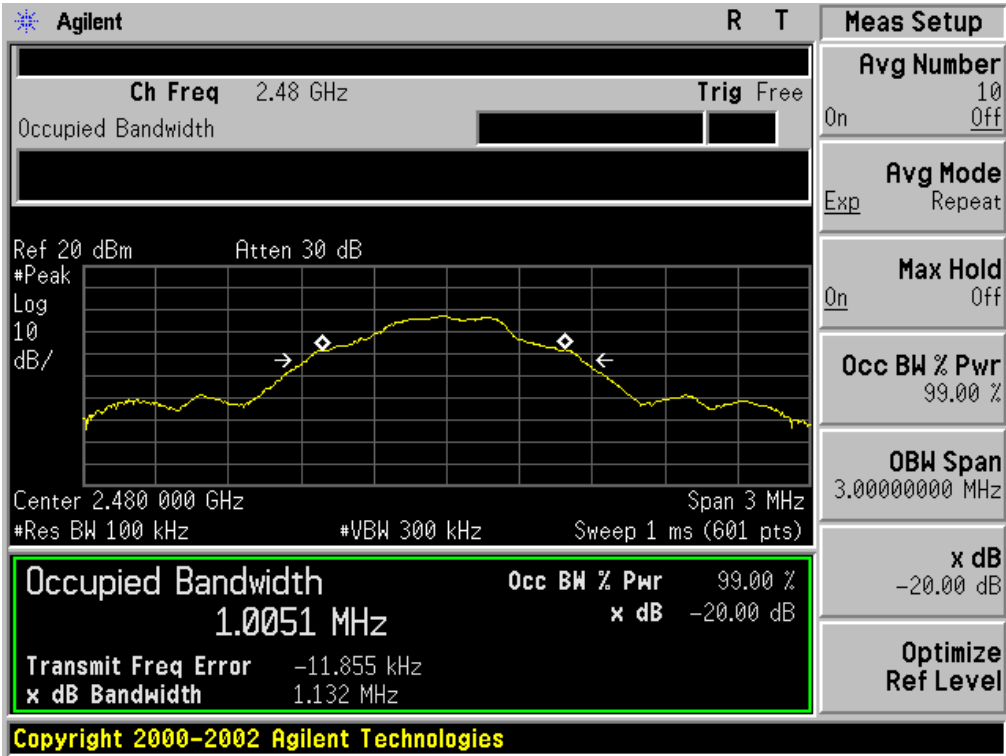 Agilent R T
Ch Freq 2.48 GHz Trig Free
Occupied Bandwidth
Ref 20 dBm Atten 30 dB
#Peak
Log
10
dB/
Center 2.480 000 GHz Span 3 MHz
#Res BW 100 kHz #VBW 300 kHz Sweep 1 ms (601 pts)
Occupied Bandwidth Occ BW % Pwr 99.00 %
1.0051 MHz x dB -20.00 dB
Transmit Freq Error -11.855 kHz
x dB Bandwidth 1.132 MHz
Copyright 2000-2002 Agilent Technologies
Meas Setup
Avg Number
10
On Off
Avg Mode
Exp Repeat
Max Hold
On Off
Occ BW % Pwr
99.00 %
OBW Span
3.00000000 MHz
x dB
-20.00 dB
Optimize
Ref Level